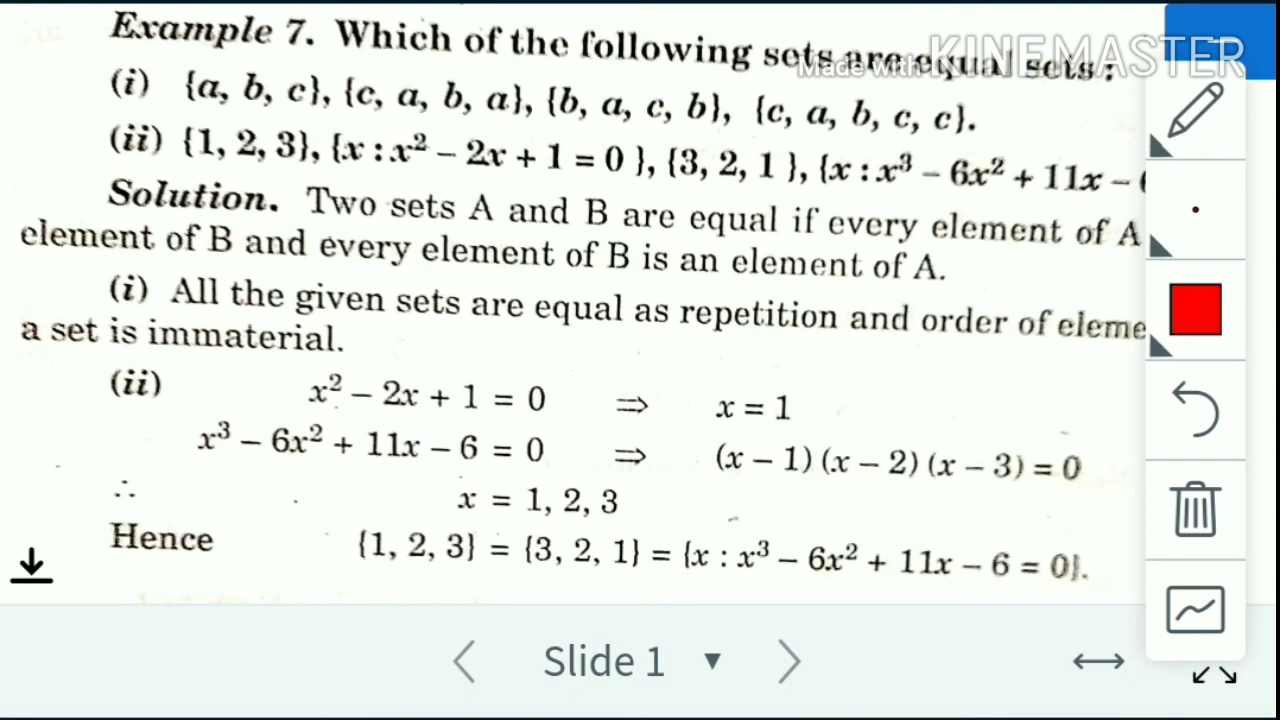 Example 7. Which of the following sets are equal sets :
Made with KINEMASTER
(i) {a, b, c}, {c, a, b, a}, {b, a, c, b}, {c, a, b, c, c}.
(ii) {1, 2, 3}, {x : x² – 2x + 1 = 0 }, {3, 2, 1 }, {x : x³ – 6x² + 11x –
Solution. Two sets A and B are equal if every element of A
element of B and every element of B is an element of A.
(i) All the given sets are equal as repetition and order of eleme
a set is immaterial.
(ii) x² – 2x + 1 = 0 ⇒ x = 1
x³ – 6x² + 11x – 6 = 0 ⇒ (x – 1) (x – 2) (x – 3) = 0
∴ x = 1, 2, 3
Hence {1, 2, 3} = {3, 2, 1} = {x : x³ – 6x² + 11x – 6 = 0}.
Slide 1